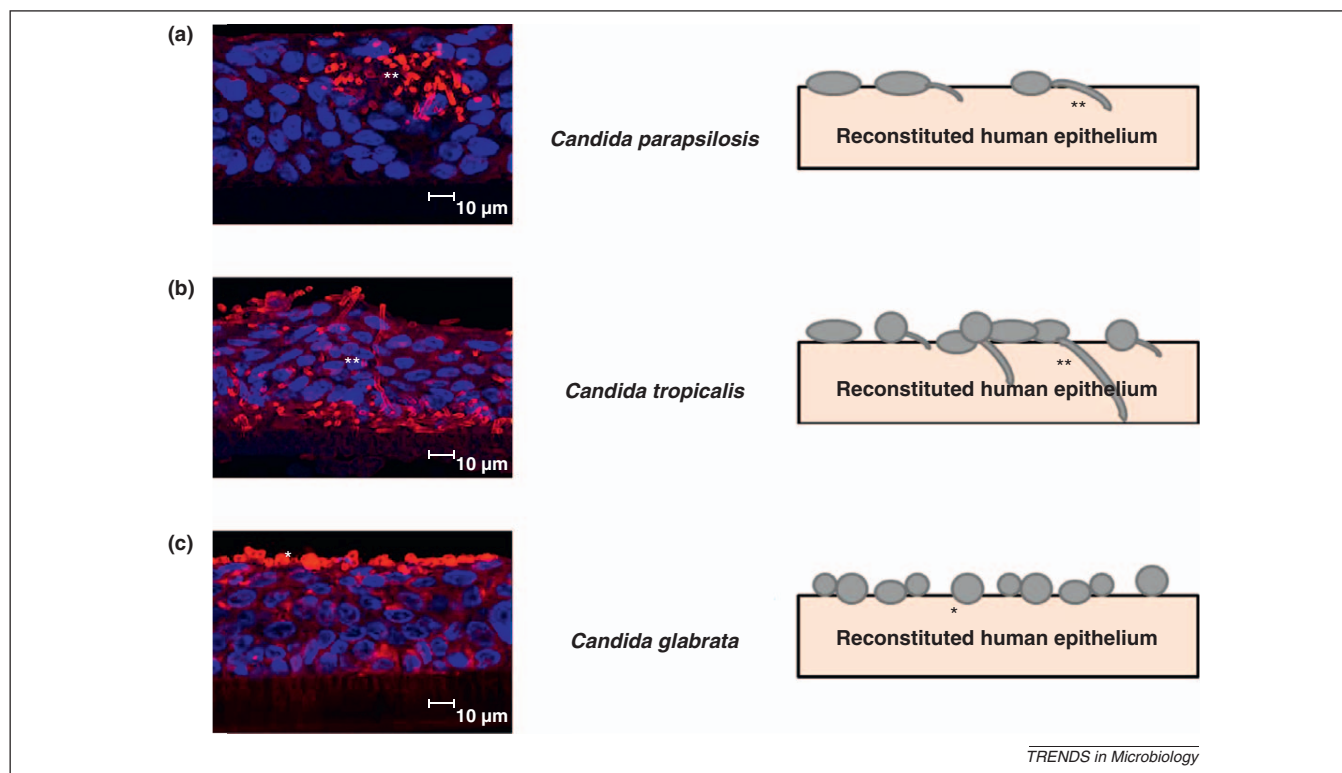 (a)
**
10 µm
Candida parapsilosis
**
Reconstituted human epithelium
(b)
**
10 µm
Candida tropicalis
**
Reconstituted human epithelium
(c)
*
10 µm
Candida glabrata
*
Reconstituted human epithelium
TRENDS in Microbiology